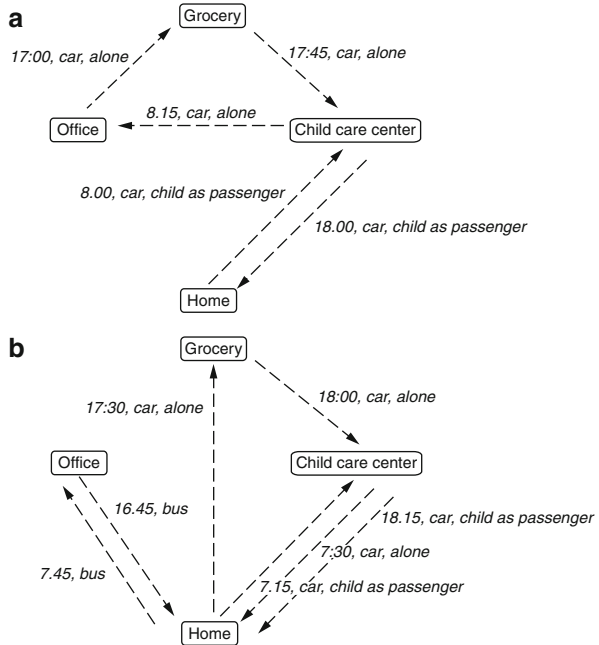 a
Grocery
17:00, car, alone
17:45, car, alone
8.15, car, alone
Office
Child care center
8.00, car, child as passenger
18.00, car, child as passenger
Home
b
Grocery
17:30, car, alone
18:00, car, alone
Office
Child care center
16.45, bus
18.15, car, child as passenger
7:30, car, alone
7.45, bus
7.15, car, child as passenger
Home